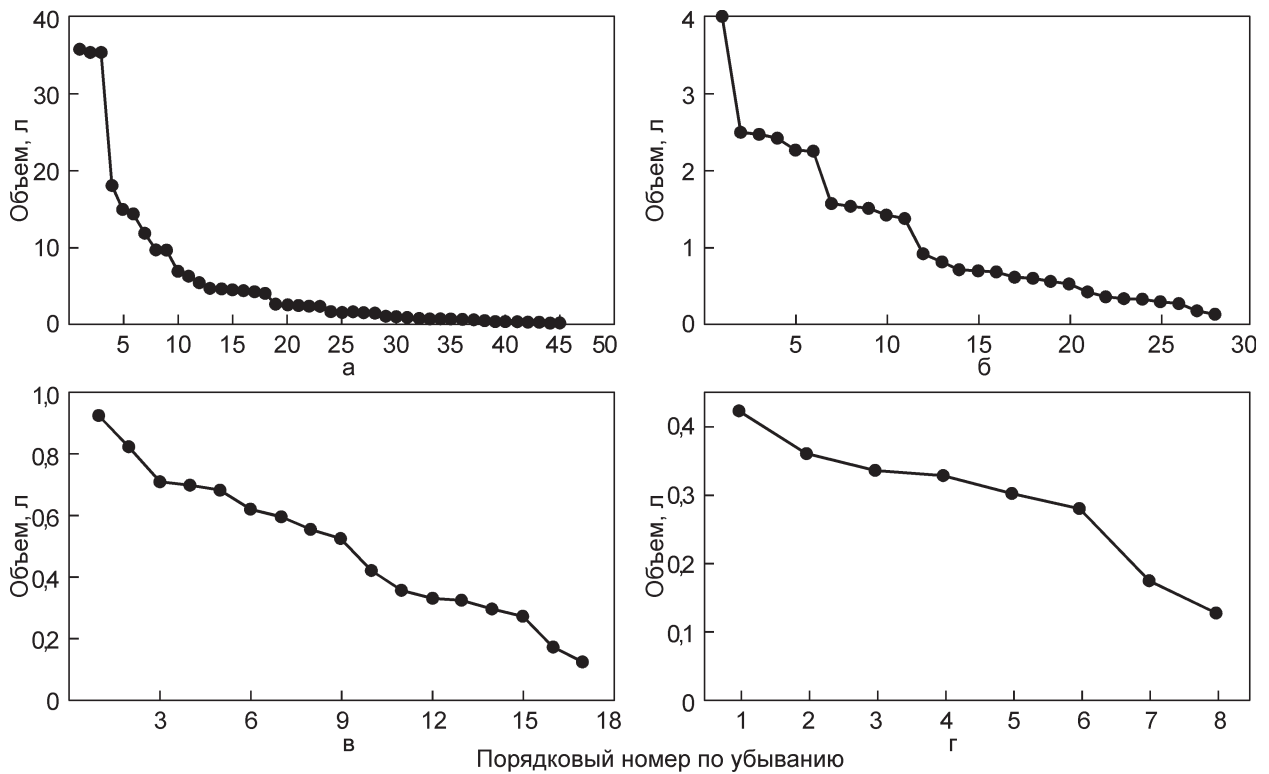 40
30
20
10
0
Объем, л
5 10 15 20 25 30 35 40 45 50
а
4
3
2
1
0
Объем, л
5 10 15 20 25 30
б
1,0
0,8
0,6
0,4
0,2
0
Объем, л
3 6 9 12 15 18
в
0,4
0,3
0,2
0,1
0
Объем, л
1 2 3 4 5 6 7 8
г
Порядковый номер по убыванию